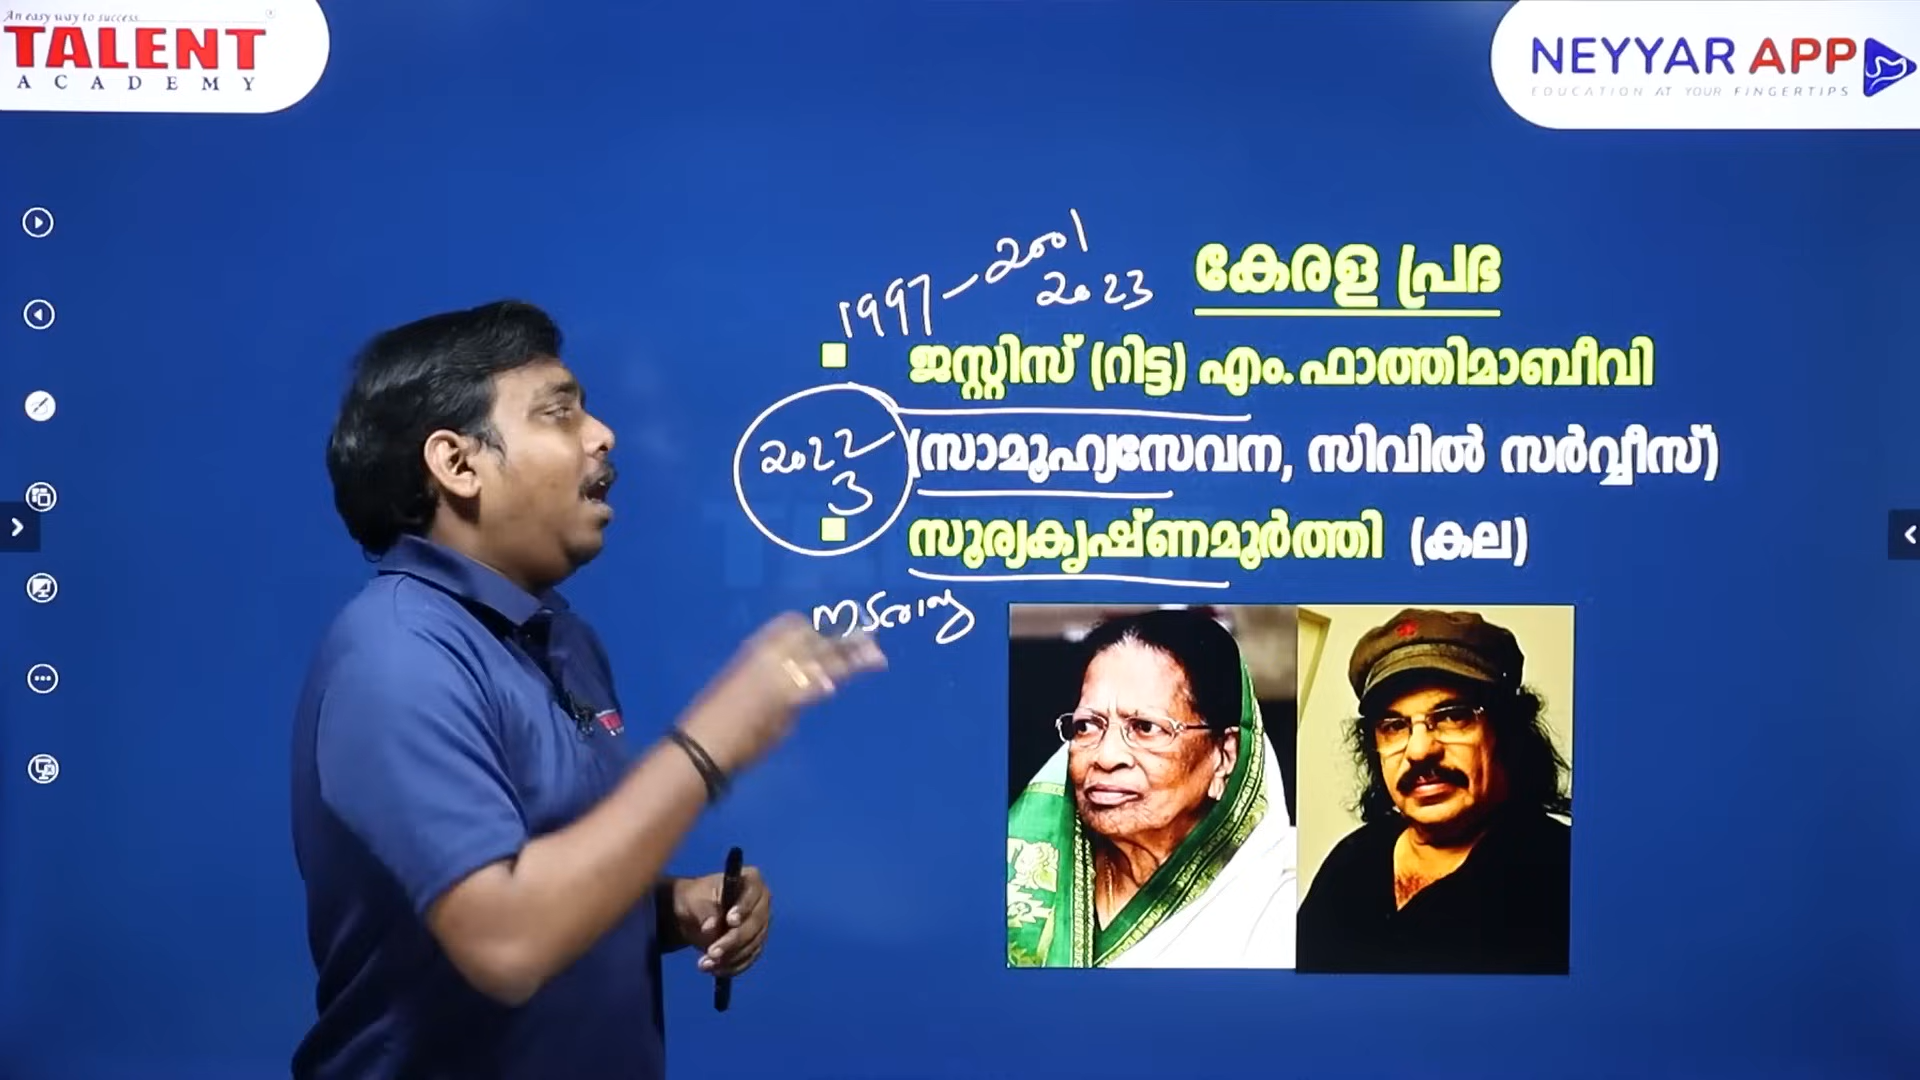 An easy way to success...
TALENT
ACADEMY
NEYYAR APP
EDUCATION AT YOUR FINGERTIPS
1997-2001
2023
കേരള പ്രഭ
ജസ്റ്റിസ് (റിട്ട) എം.ഫാത്തിമാബീവി
2022
3
(സാമൂഹ്യസേവന, സിവിൽ സർവ്വീസ്)
സൂര്യകൃഷ്ണമൂർത്തി (കല)